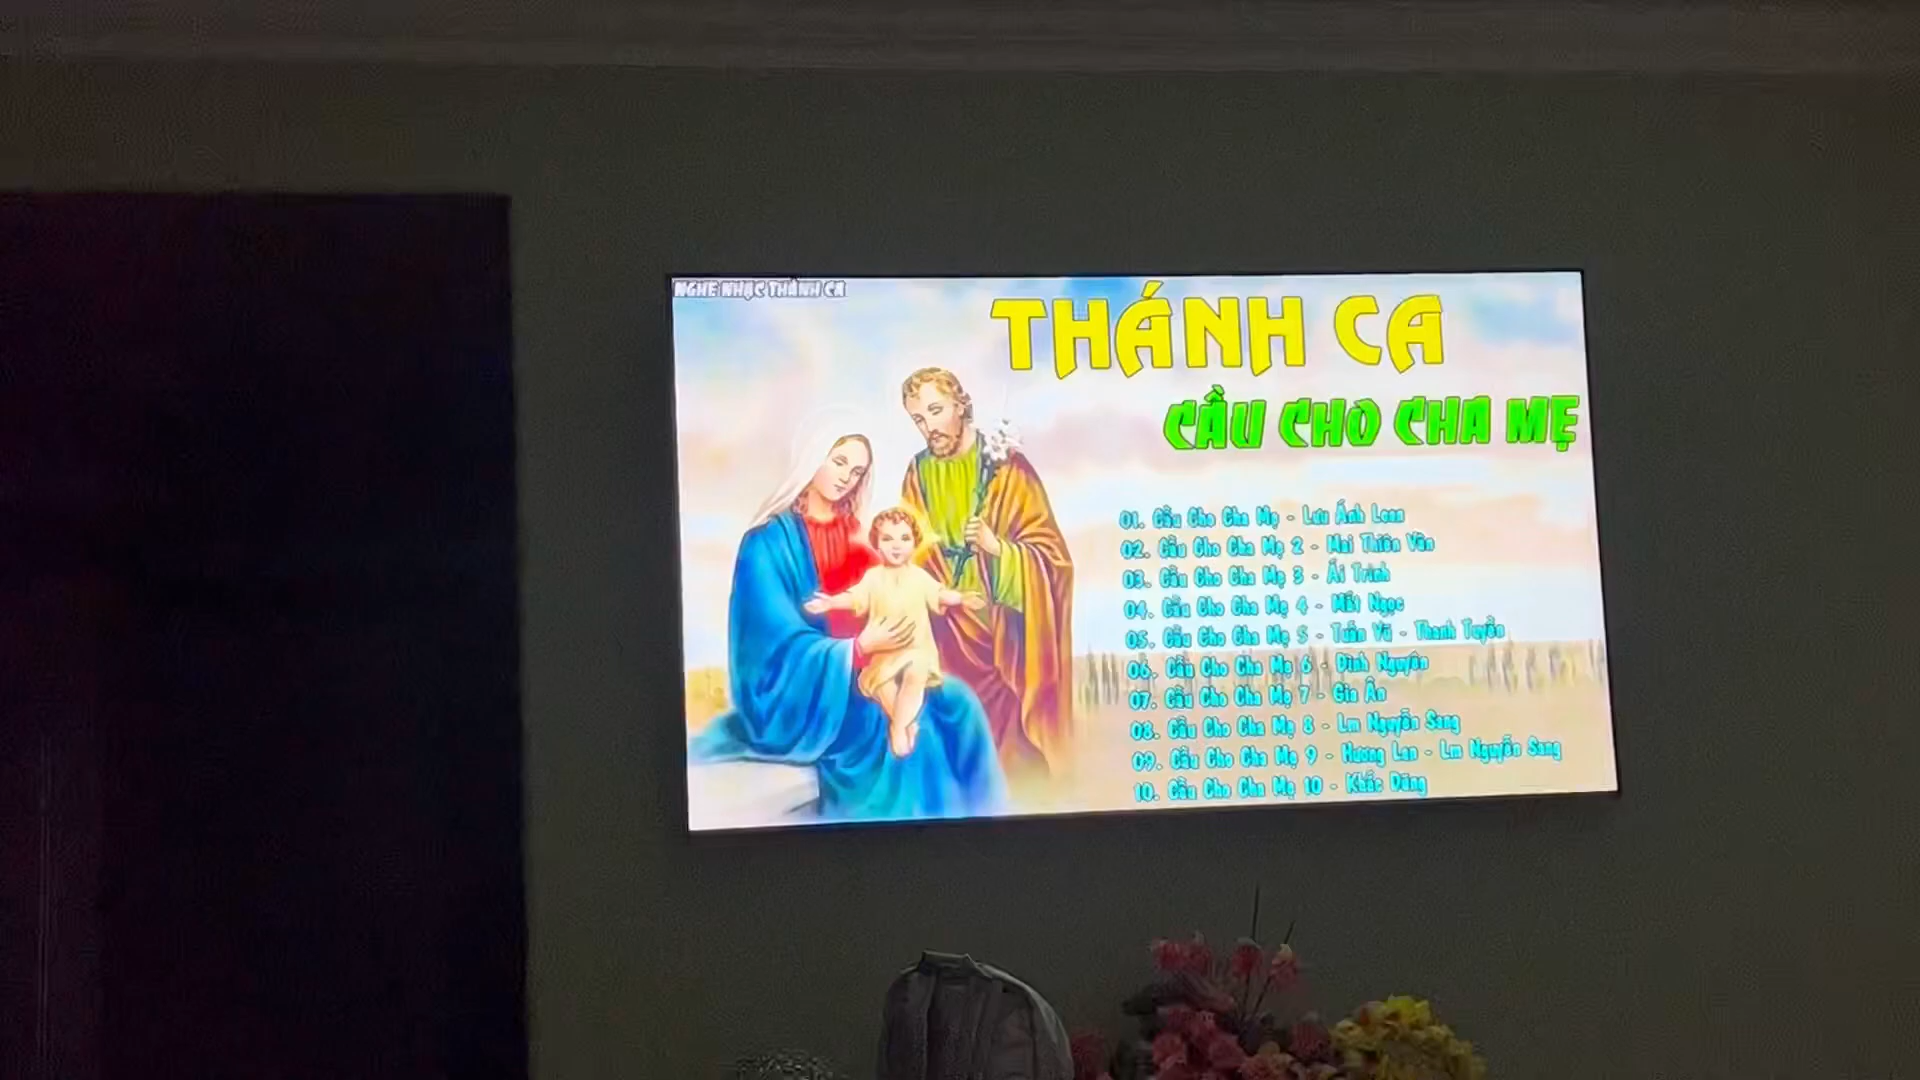 NGHE NHẠC THÁNH CA
THÁNH CA
CẦU CHO CHA MẸ
01. Cầu Cho Cha Mẹ - Lưu Ánh Loan
02. Cầu Cho Cha Mẹ 2 - Mai Thiên Vân
03. Cầu Cho Cha Mẹ 3 - Ái Trinh
04. Cầu Cho Cha Mẹ 4 - Mắt Ngọc
05. Cầu Cho Cha Mẹ 5 - Tuấn Vũ - Thanh Tuyền
06. Cầu Cho Cha Mẹ 6 - Đình Nguyên
07. Cầu Cho Cha Mẹ 7 - Gia Ân
08. Cầu Cho Cha Mẹ 8 - Lm Nguyễn Sang
09. Cầu Cho Cha Mẹ 9 - Hương Lan - Lm Nguyễn Sang
10. Cầu Cho Cha Mẹ 10 - Khắc Dũng